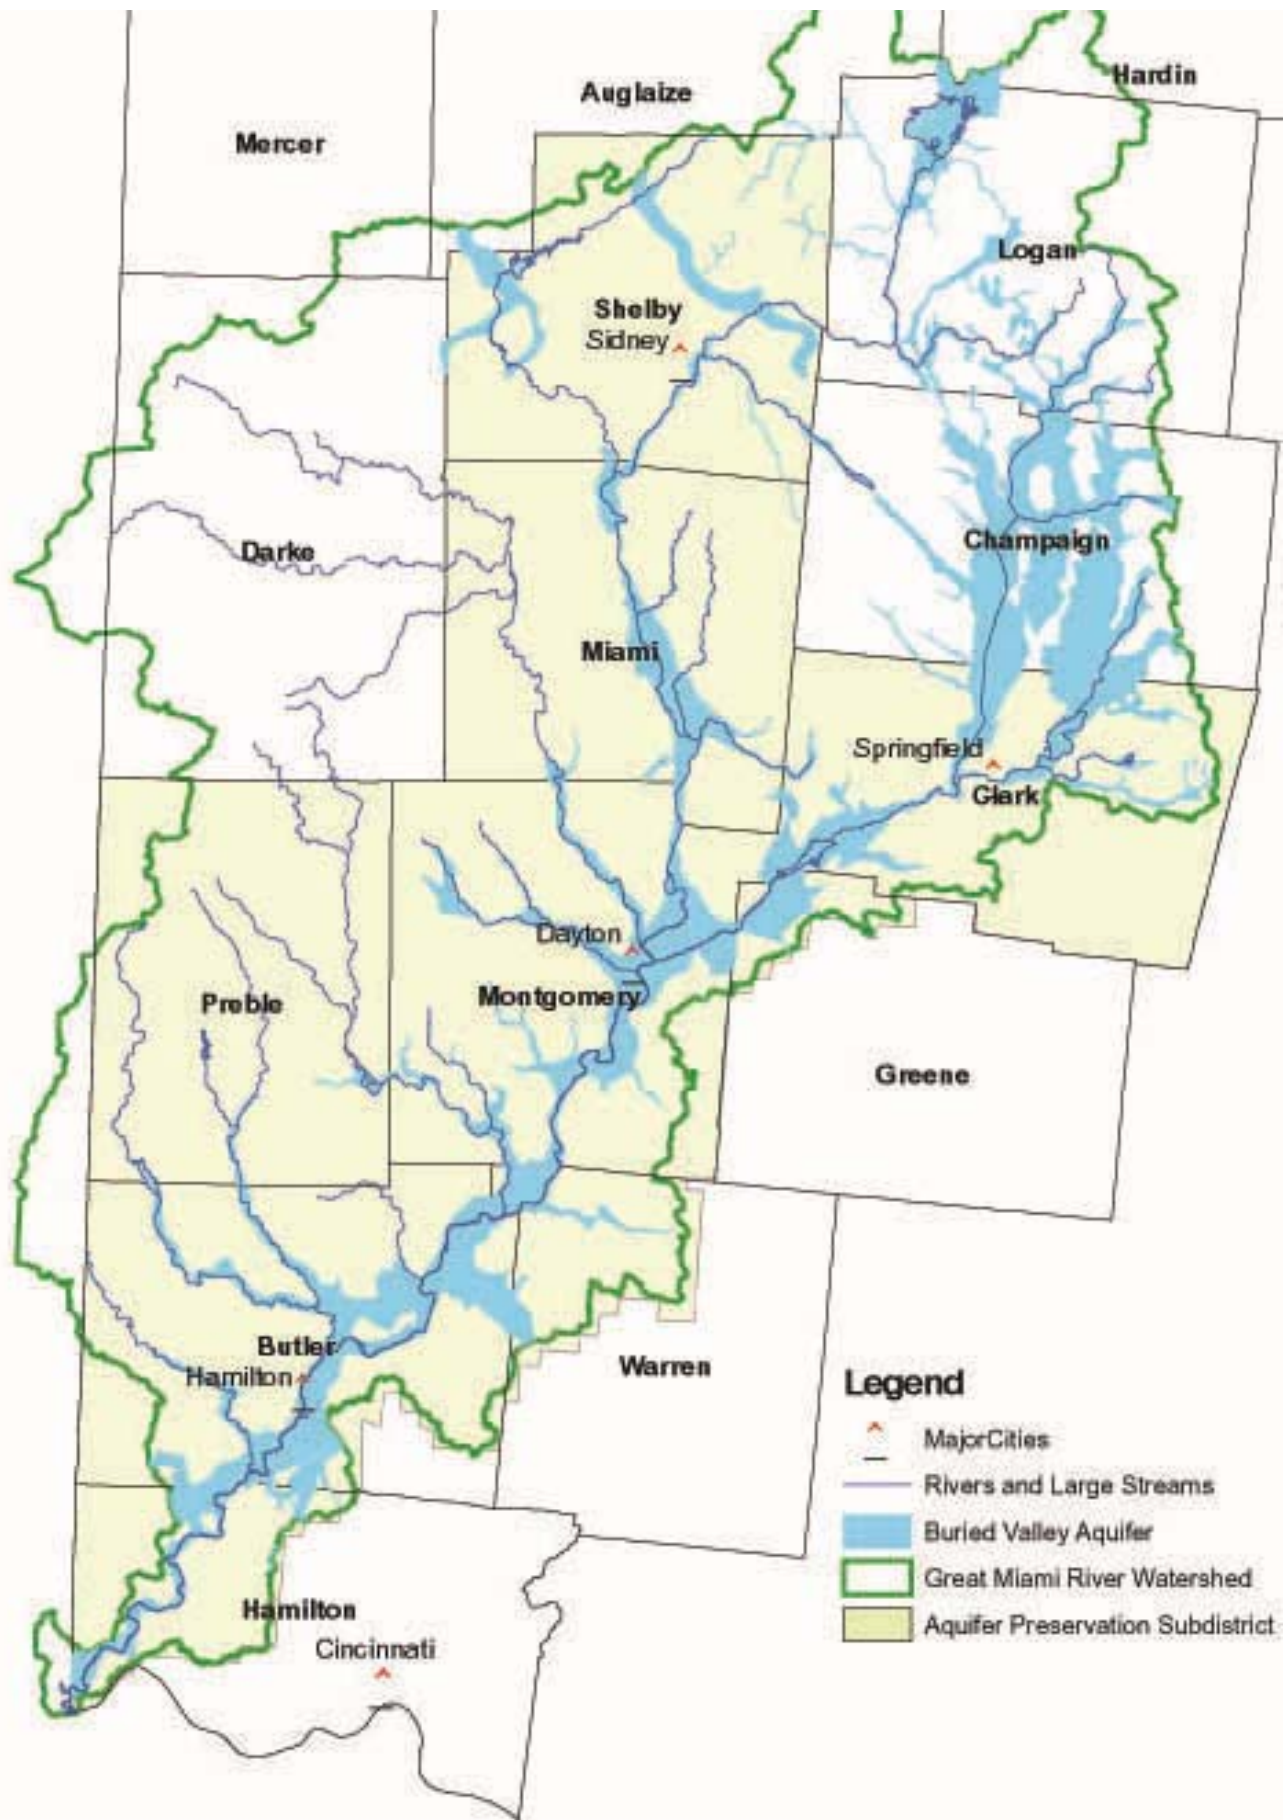 Hardin
Auglaize
Mercer
Logan
Shelby
Sidney
Champaign
Darke
Miami
Springfield
Clark
Dayton
Montgomery
Preble
Greene
Butler
Hamilton
Warren
Legend
MajorCities
Rivers and Large Streams
Buried Valley Aquifer
Great Miami River Watershed
Aquifer Preservation Subdistrict
Hamilton
Cincinnati